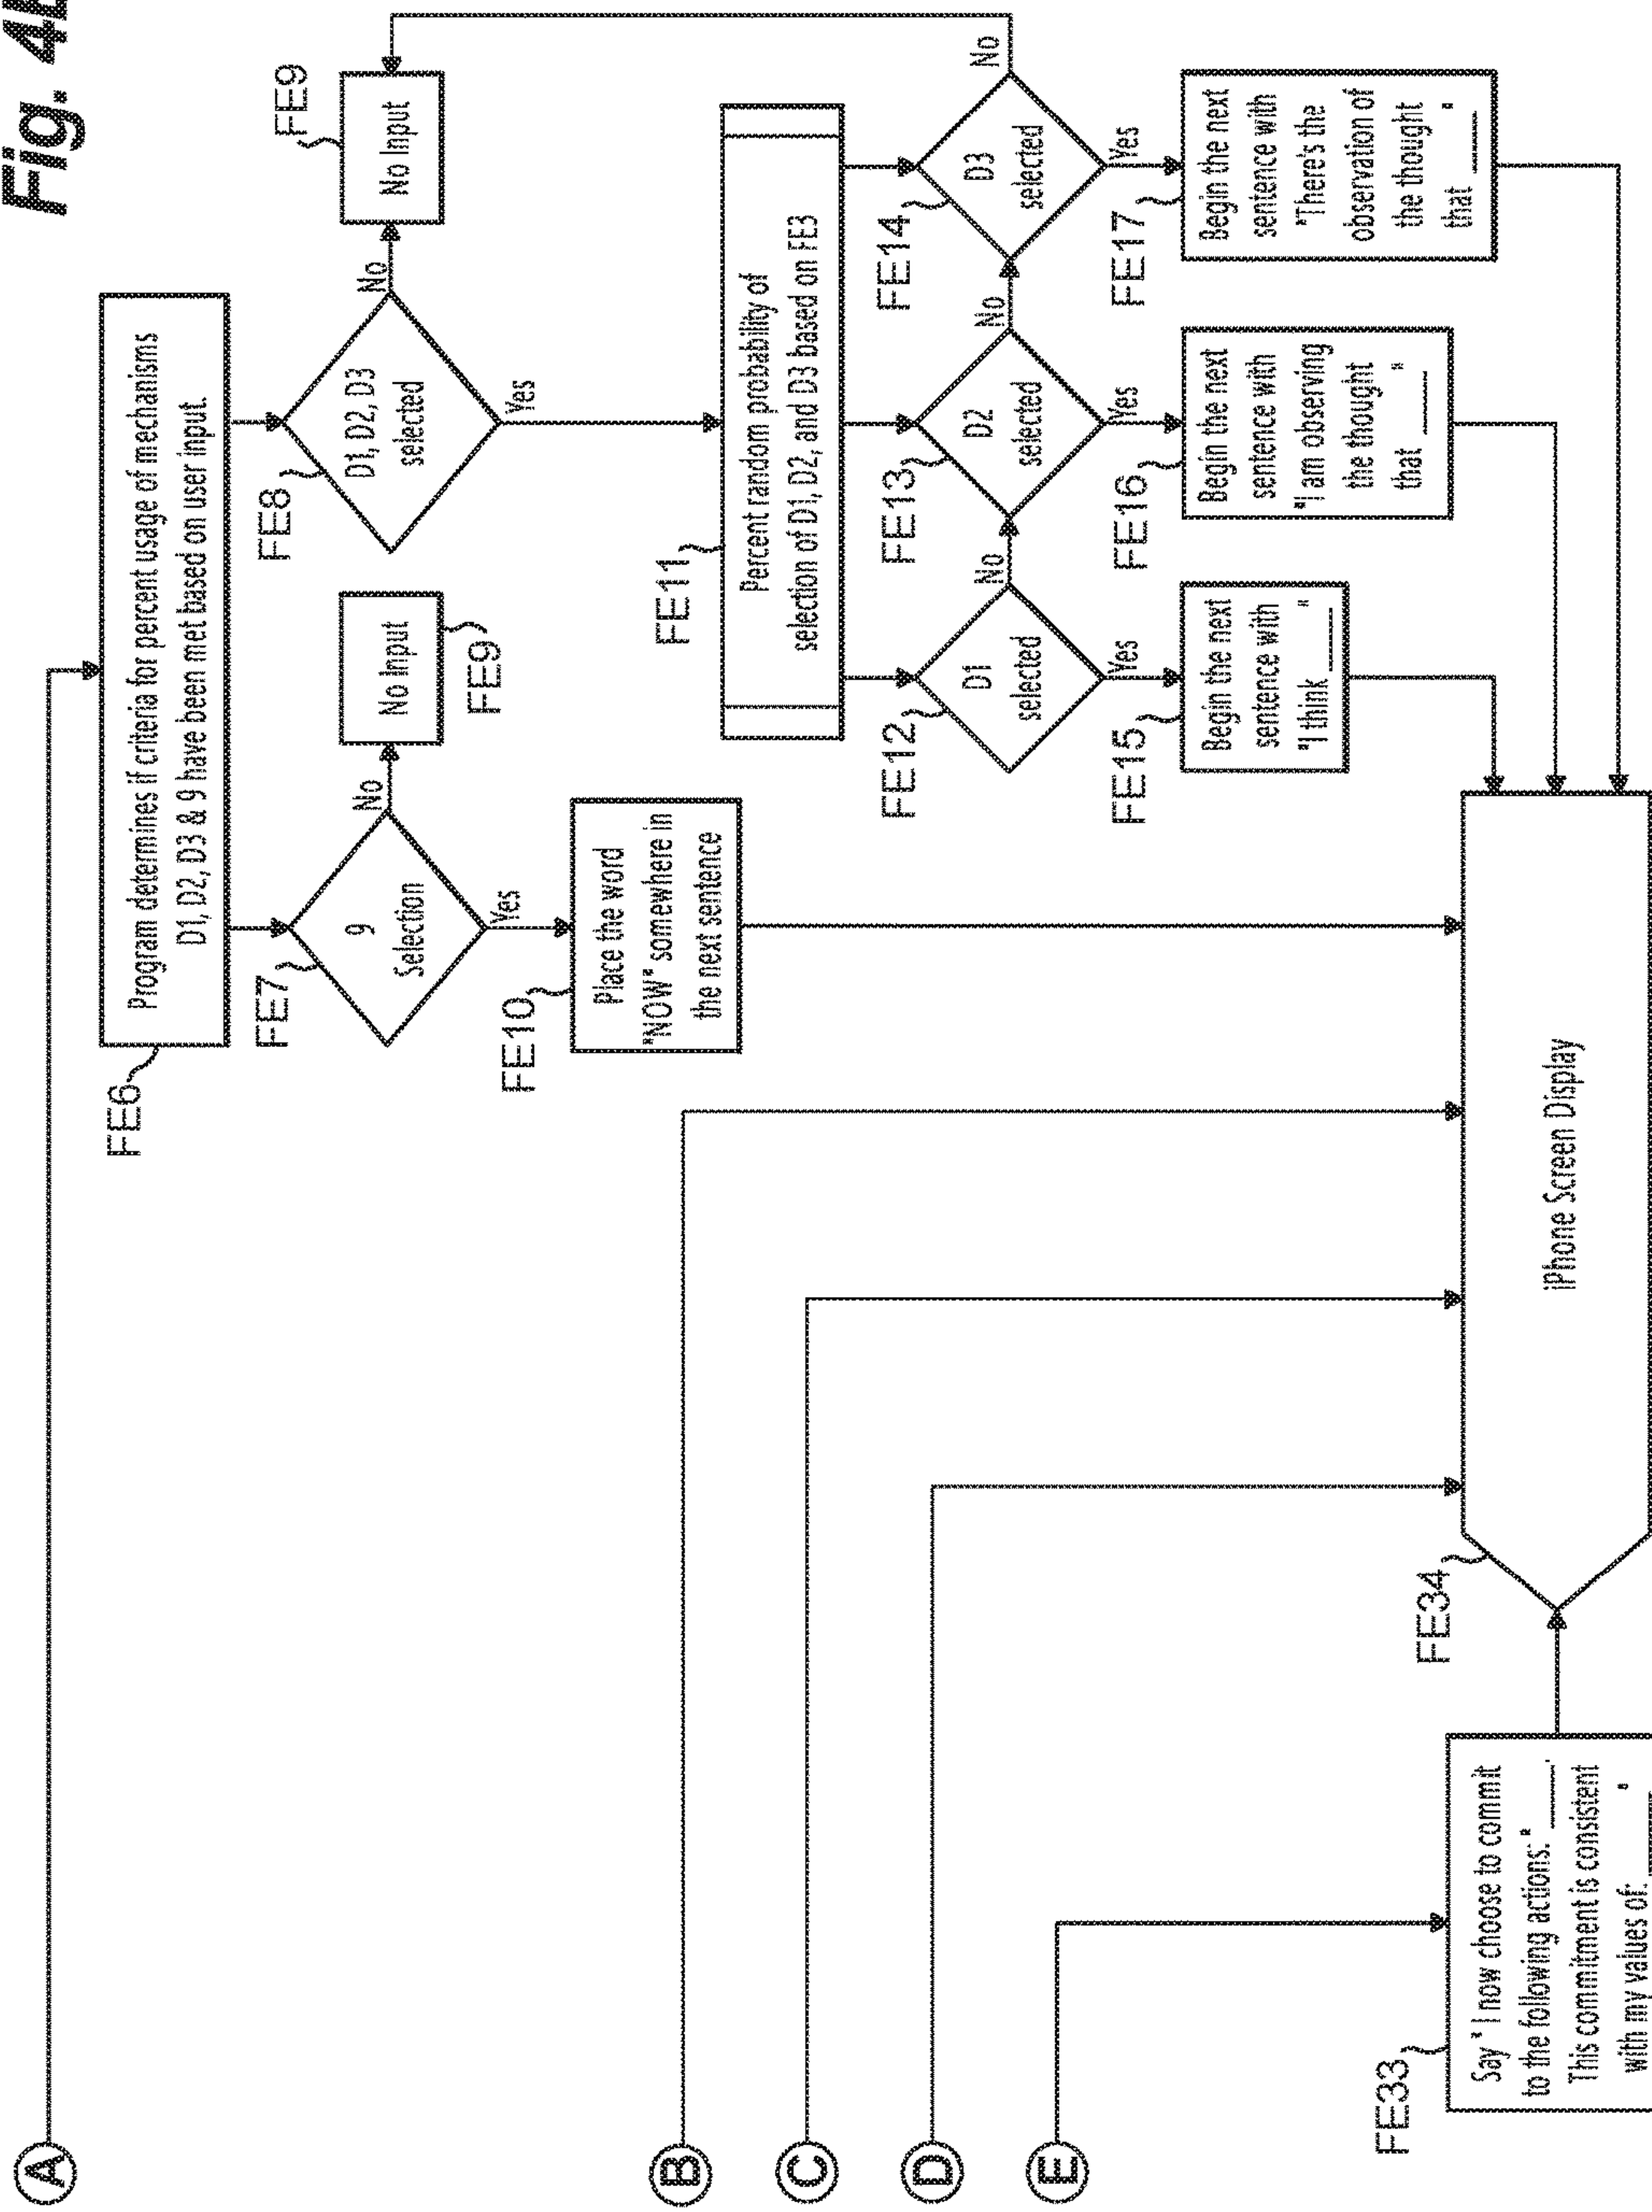 Fig. 4
A
FE6
Program determines if criteria for percent usage of mechanisms
D1, D2, D3 & 9 have been met based on user input.
FE7
9
Selection
No
No Input
FE9
Yes
FE10
Place the word
"NOW" somewhere in
the next sentence
FE8
D1, D2, D3
selected
No
FE9
No Input
Yes
FE11
Percent random probability of
selection of D1, D2, and D3 based on FE3
FE12
D1
selected
No
Yes
FE13
D2
selected
No
Yes
FE14
D3
selected
No
Yes
FE15
Begin the next
sentence with
"I think ____"
FE16
Begin the next
sentence with
"I am observing
the thought
that ____"
FE17
Begin the next
sentence with
"There's the
observation of
the thought
that ____"
B
C
D
E
FE33
Say " I now choose to commit
to the following actions:" ____.
This commitment is consistent
with my values of: ____"
FE34
iPhone Screen Display